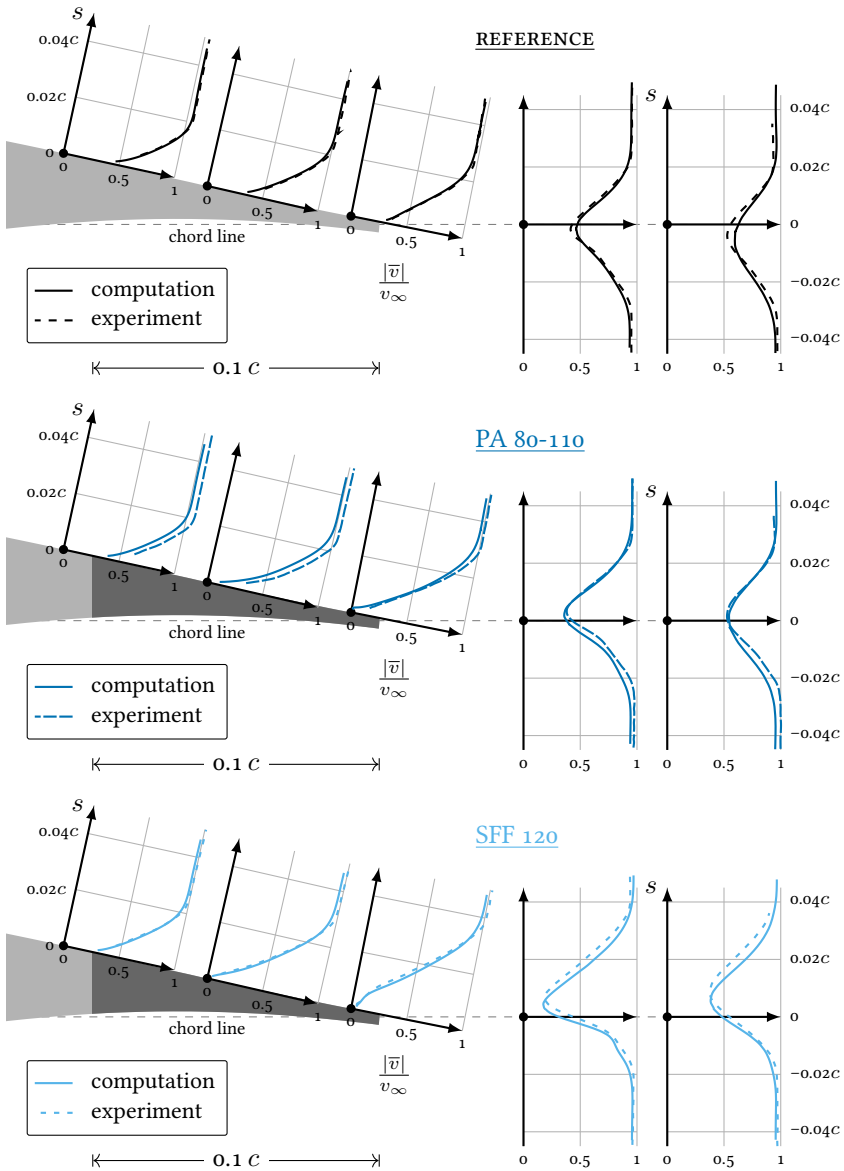 s
REFERENCE
0.04c
0.02c
0
0
0.5
1
0
0.5
1
0
0.5
1
chord line
|v̅|
v∞
computation
experiment
0.1 c
s
0.04c
0.02c
0
−0.02c
−0.04c
0
0.5
1
0
0.5
1
s
PA 80-110
0.04c
0.02c
0
0
0.5
1
0
0.5
1
0
0.5
1
chord line
|v̅|
v∞
computation
experiment
0.1 c
s
0.04c
0.02c
0
−0.02c
−0.04c
0
0.5
1
0
0.5
1
s
SFF 120
0.04c
0.02c
0
0
0.5
1
0
0.5
1
0
0.5
1
chord line
|v̅|
v∞
computation
experiment
0.1 c
s
0.04c
0.02c
0
−0.02c
−0.04c
0
0.5
1
0
0.5
1